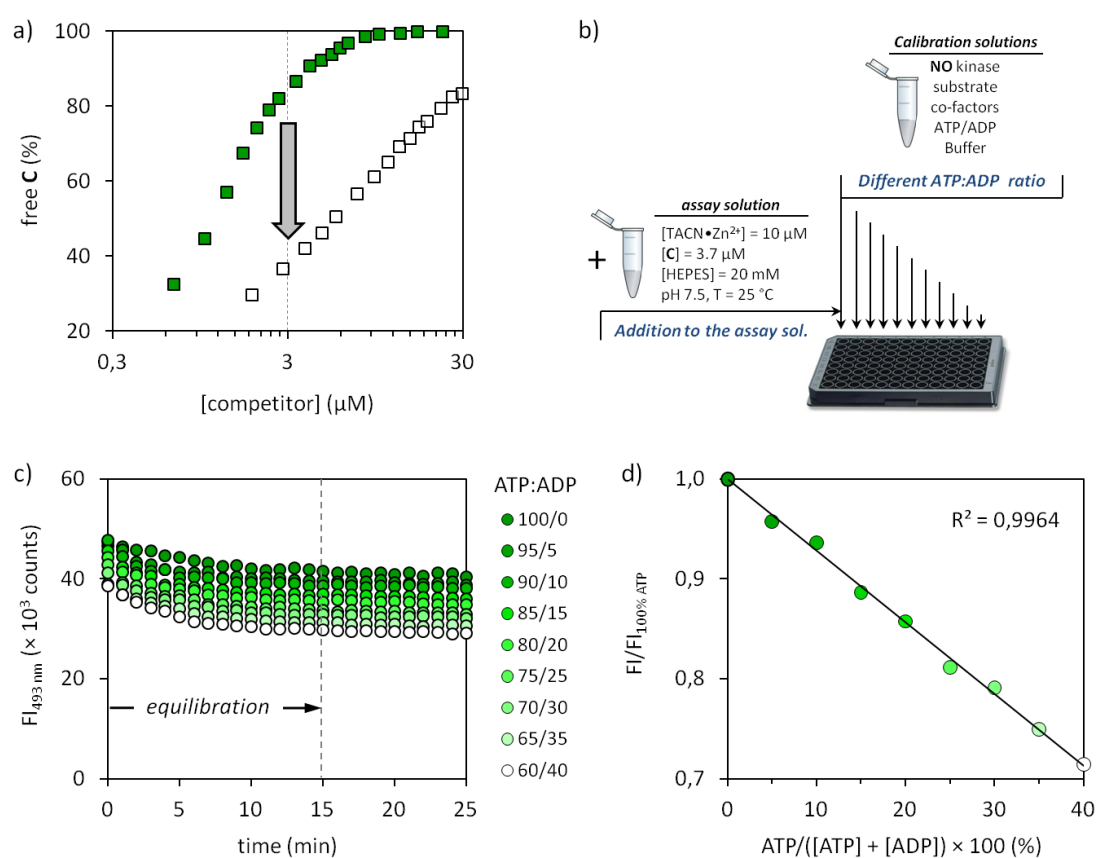 a)
100
80
60
40
20
free C (%)
0,3
3
30
[competitor] (μM)
b)
Calibration solutions
NO kinase
substrate
co-factors
ATP/ADP
Buffer
Different ATP:ADP ratio
assay solution
[TACN•Zn²⁺] = 10 μM
[C] = 3.7 μM
[HEPES] = 20 mM
pH 7.5, T = 25 °C
+
Addition to the assay sol.
c)
60
40
20
0
FI493 nm (× 10³ counts)
equilibration
0
5
10
15
20
25
time (min)
ATP:ADP
100/0
95/5
90/10
85/15
80/20
75/25
70/30
65/35
60/40
d)
1,0
0,9
0,8
0,7
FI/FI100% ATP
R² = 0,9964
0
10
20
30
40
ATP/([ATP] + [ADP]) × 100 (%)